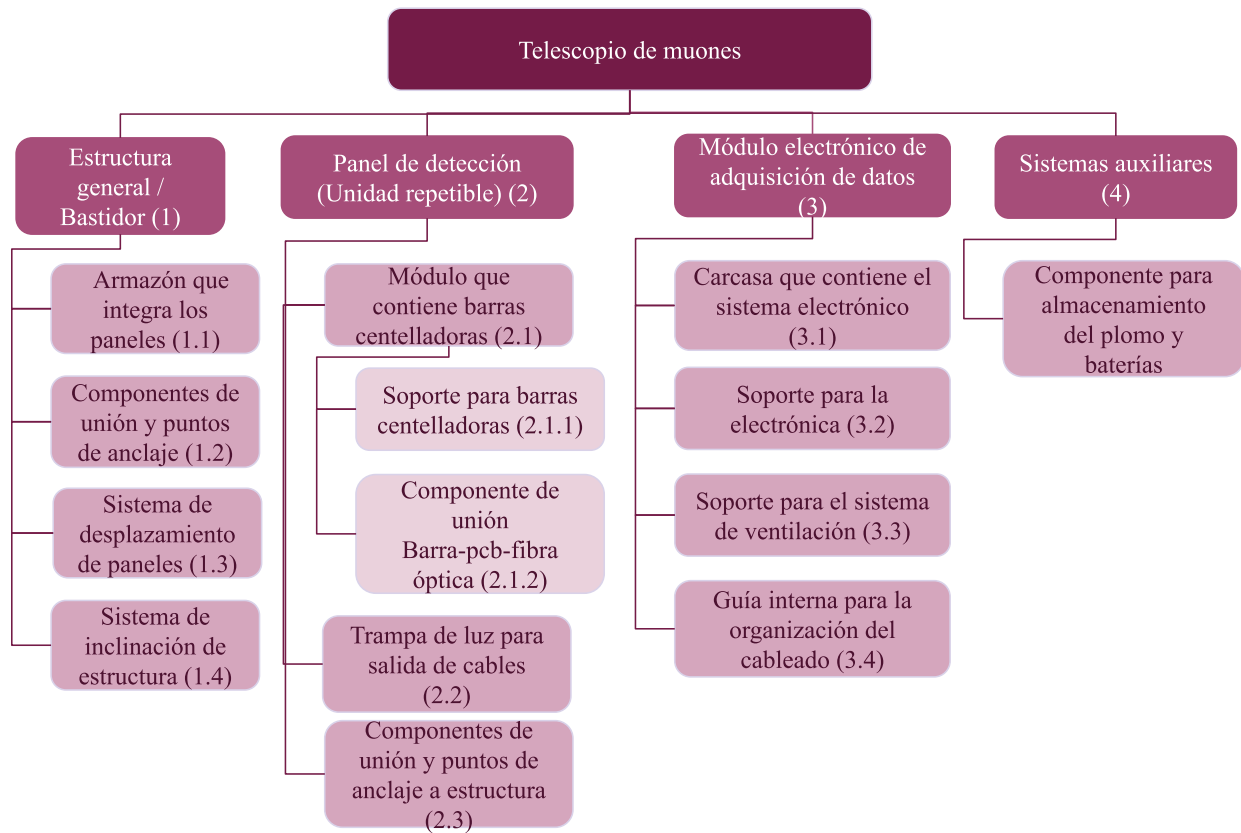 Telescopio de muones
Estructura
general /
Bastidor (1)
Armazón que
integra los
paneles (1.1)
Componentes de
unión y puntos
de anclaje (1.2)
Sistema de
desplazamiento
de paneles (1.3)
Sistema de
inclinación de
estructura (1.4)
Panel de detección
(Unidad repetible) (2)
Módulo que
contiene barras
centelladoras (2.1)
Soporte para barras
centelladoras (2.1.1)
Componente de
unión
Barra-pcb-fibra
óptica (2.1.2)
Trampa de luz para
salida de cables
(2.2)
Componentes de
unión y puntos de
anclaje a estructura
(2.3)
Módulo electrónico de
adquisición de datos
(3)
Carcasa que contiene el
sistema electrónico
(3.1)
Soporte para la
electrónica (3.2)
Soporte para el sistema
de ventilación (3.3)
Guía interna para la
organización del
cableado (3.4)
Sistemas auxiliares
(4)
Componente para
almacenamiento
del plomo y
baterías